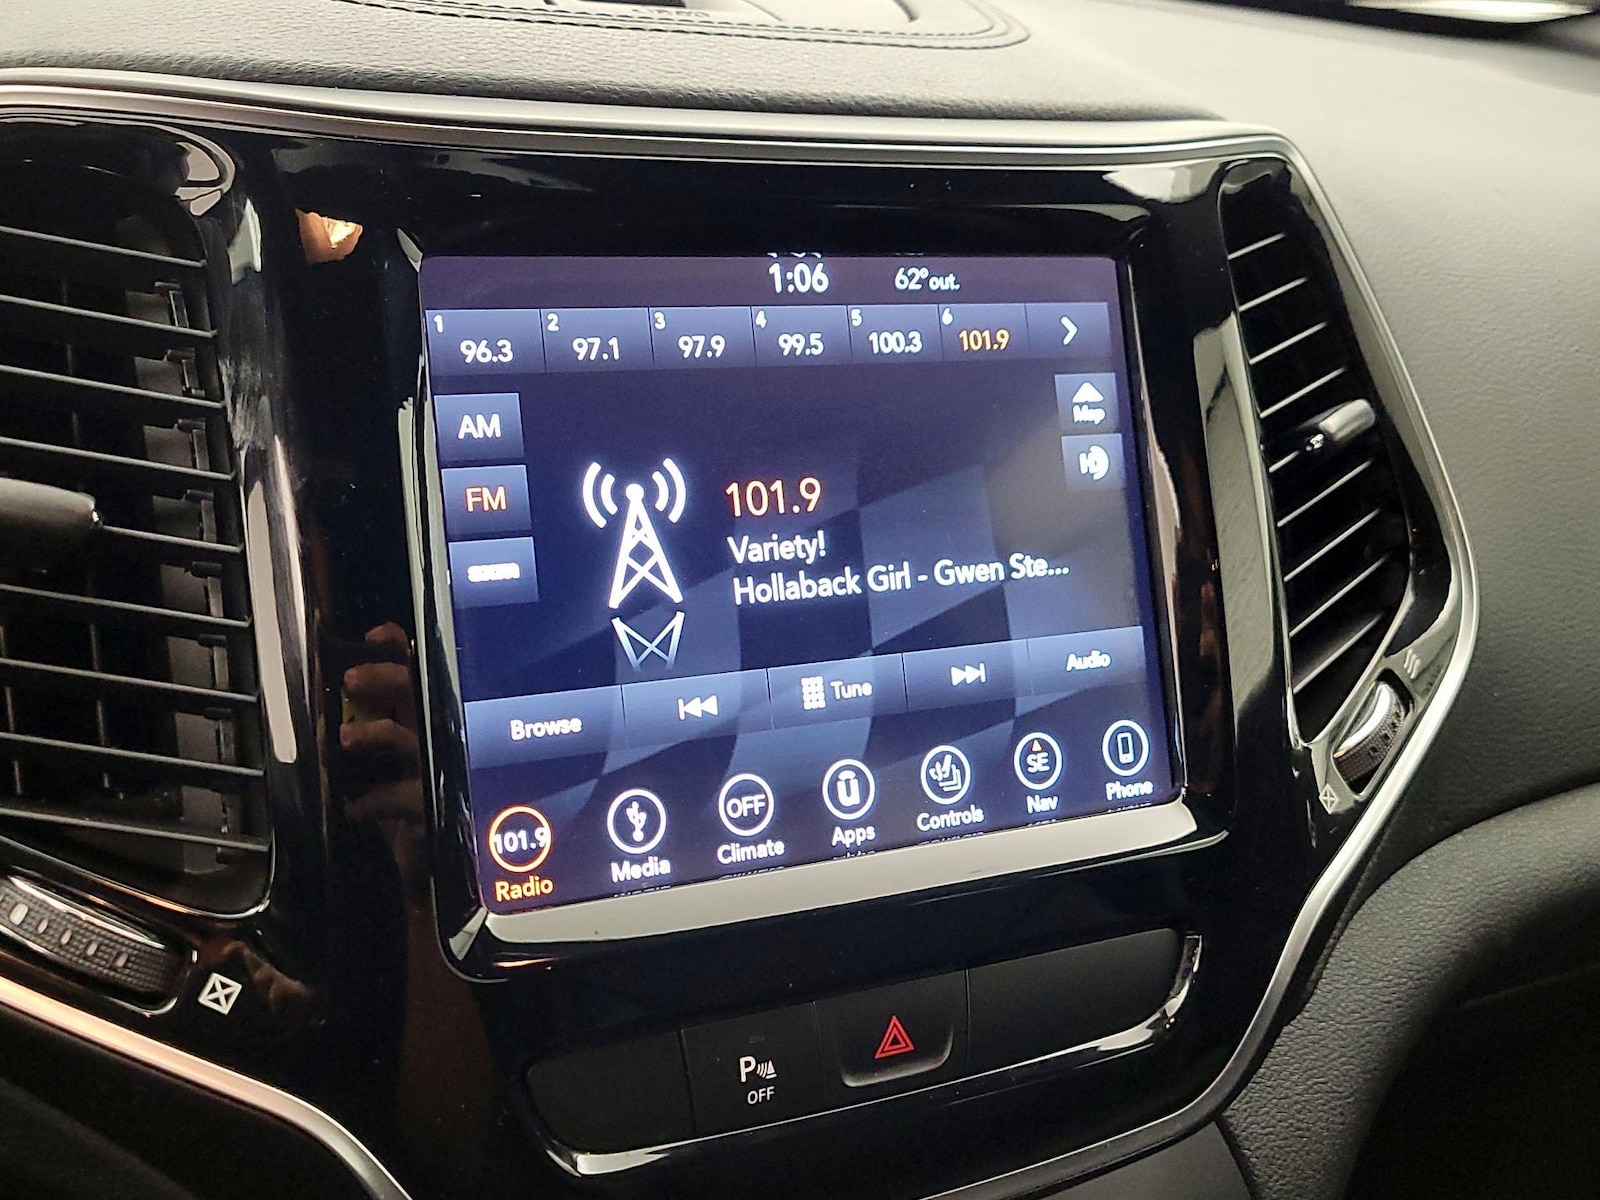 1:06 62° out.
1 96.3 2 97.1 3 97.9 4 99.5 5 100.3 6 101.9
AM
Map
FM
HD
101.9
Variety!
Hollaback Girl - Gwen Ste...
Browse Tune Audio
101.9 OFF SE
Radio Media Climate Apps Controls Nav Phone
P
OFF